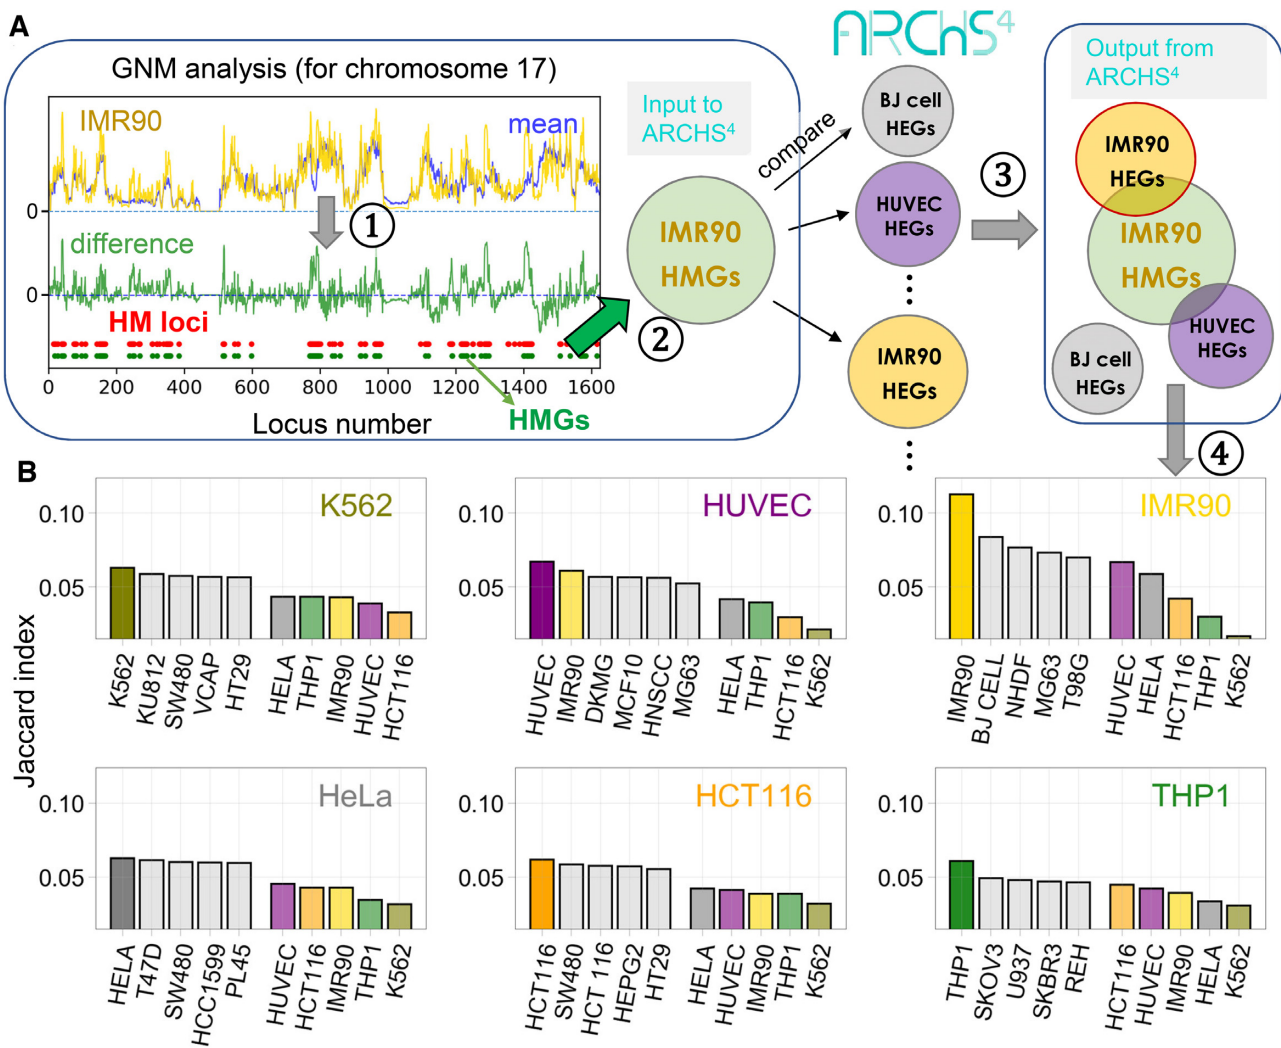 A
GNM analysis (for chromosome 17)
IMR90
mean
0
1
difference
0
HM loci
0 200 400 600 800 1000 1200 1400 1600
Locus number
HMGs
Input to
ARCHS4
IMR90
HMGs
2
compare
ARCHS4
BJ cell
HEGs
HUVEC
HEGs
IMR90
HEGs
3
Output from
ARCHS4
IMR90
HEGs
IMR90
HMGs
HUVEC
HEGs
BJ cell
HEGs
4
B
Jaccard index
K562
0.10
0.05
K562 KU812 SW480 VCAP HT29 HELA THP1 IMR90 HUVEC HCT116
HUVEC
0.10
0.05
HUVEC IMR90 DKMG MCF10 HNSCC MG63 HELA THP1 HCT116 K562
IMR90
0.10
0.05
IMR90 BJ CELL NHDF MG63 T98G HUVEC HELA HCT116 THP1 K562
HeLa
0.10
0.05
HELA T47D SW480 HCC1599 PL45 HUVEC HCT116 IMR90 THP1 K562
HCT116
0.10
0.05
HCT116 SW480 HCT 116 HEPG2 HT29 HELA HUVEC IMR90 THP1 K562
THP1
0.10
0.05
THP1 SKOV3 U937 SKBR3 REH HCT116 HUVEC IMR90 HELA K562